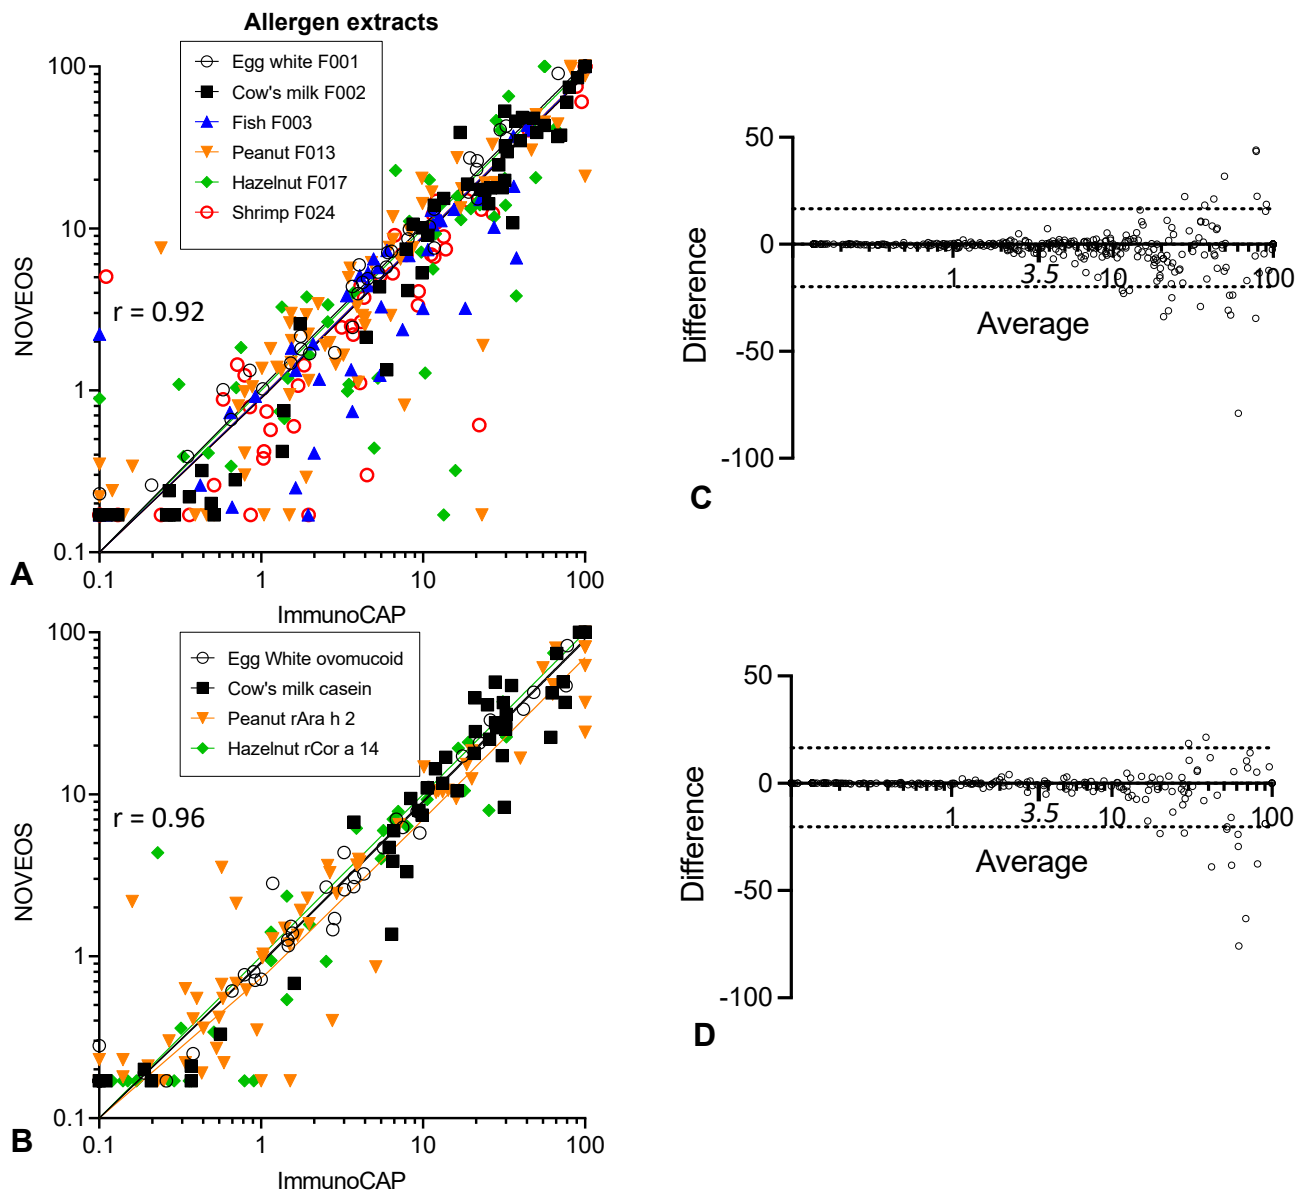 Allergen extracts
Egg white F001
Cow's milk F002
Fish F003
Peanut F013
Hazelnut F017
Shrimp F024
100
10
1
0.1
NOVEOS
r = 0.92
0.1
1
10
100
ImmunoCAP
A
50
0
-50
-100
Difference
1
3.5
10
100
Average
C
Egg White ovomucoid
Cow's milk casein
Peanut rAra h 2
Hazelnut rCor a 14
100
10
1
0.1
NOVEOS
r = 0.96
0.1
1
10
100
ImmunoCAP
B
50
0
-50
-100
Difference
1
3.5
10
100
Average
D